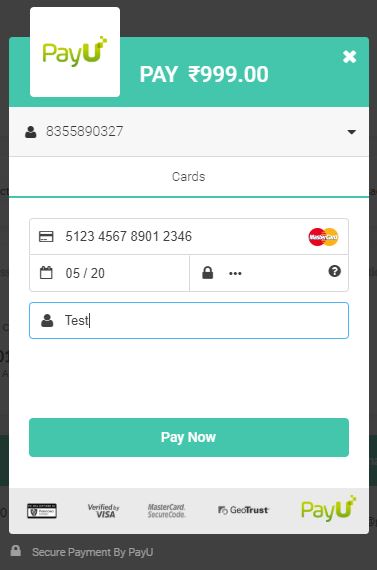 PayU
PAY ₹999.00
8355890327
Cards
5123 4567 8901 2346
MasterCard
05 / 20
•••
?
Test
Pay Now
Verified by
VISA
MasterCard.
SecureCode.
GeoTrust
PayU
Secure Payment By PayU